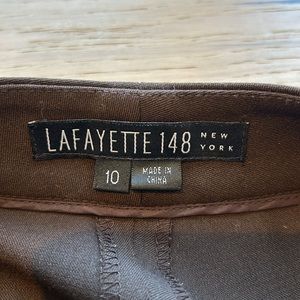 LAFAYETTE 148 NEW YORK
10
MADE IN
CHINA